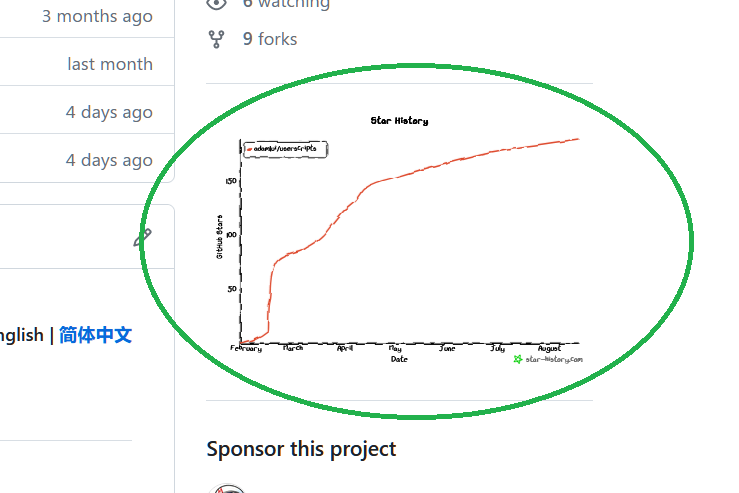 3 months ago
last month
4 days ago
4 days ago
nglish | 简体中文
6 watching
9 forks
Star History
adamlui/userscripts
150
100
50
GitHub Stars
February March April May June July August
Date
star-history.com
Sponsor this project